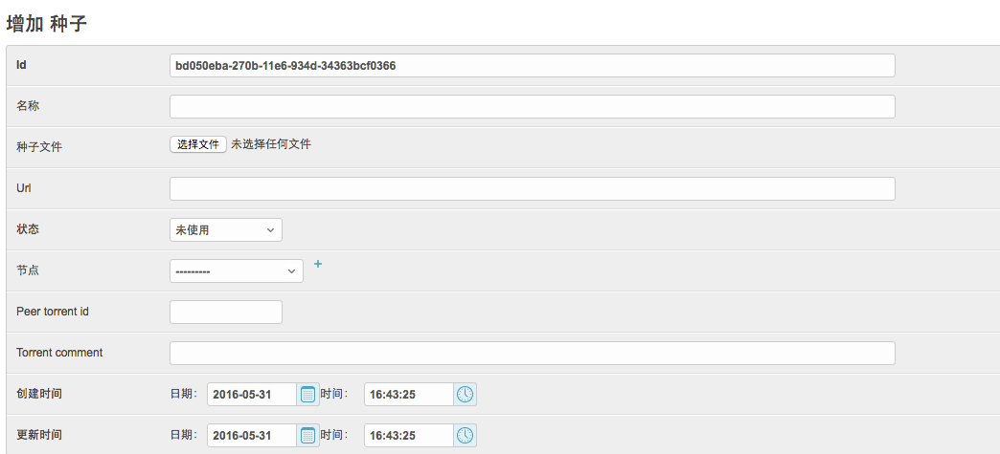 增加 种子
Id bd050eba-270b-11e6-934d-34363bcf0366
名称
种子文件 选择文件 未选择任何文件
Url
状态 未使用
节点 --------- +
Peer torrent id
Torrent comment
创建时间 日期： 2016-05-31 时间： 16:43:25
更新时间 日期： 2016-05-31 时间： 16:43:25